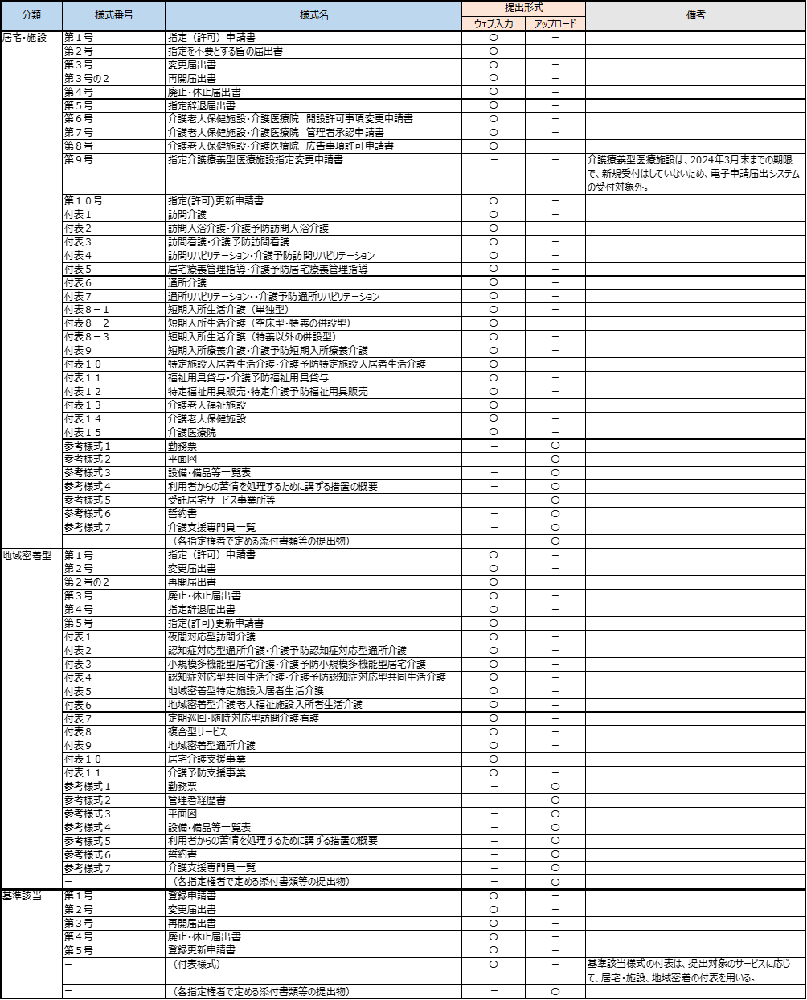 分類 様式番号 様式名 提出形式 備考
ウェブ入力 アップロード
居宅・施設 第１号 指定（許可）申請書 〇 －
第２号 指定を不要とする旨の届出書 〇 －
第３号 変更届出書 〇 －
第３号の２ 再開届出書 〇 －
第４号 廃止・休止届出書 〇 －
第５号 指定辞退届出書 〇 －
第６号 介護老人保健施設・介護医療院　開設許可事項変更申請書 〇 －
第７号 介護老人保健施設・介護医療院　管理者承認申請書 〇 －
第８号 介護老人保健施設・介護医療院　広告事項許可申請書 〇 －
第９号 指定介護療養型医療施設指定変更申請書 － － 介護療養型医療施設は、2024年3月末までの期限
で、新規受付はしていないため、電子申請届出システム
の受付対象外。
第１０号 指定(許可)更新申請書 〇 －
付表１ 訪問介護 〇 －
付表２ 訪問入浴介護・介護予防訪問入浴介護 〇 －
付表３ 訪問看護・介護予防訪問看護 〇 －
付表４ 訪問リハビリテーション・介護予防訪問リハビリテーション 〇 －
付表５ 居宅療養管理指導・介護予防居宅療養管理指導 〇 －
付表６ 通所介護 〇 －
付表７ 通所リハビリテーション・・介護予防通所リハビリテーション 〇 －
付表８－１ 短期入所生活介護（単独型） 〇 －
付表８－２ 短期入所生活介護（空床型・特養の併設型） 〇 －
付表８－３ 短期入所生活介護（特養以外の併設型） 〇 －
付表９ 短期入所療養介護・介護予防短期入所療養介護 〇 －
付表１０ 特定施設入居者生活介護・介護予防特定施設入居者生活介護 〇 －
付表１１ 福祉用具貸与・介護予防福祉用具貸与 〇 －
付表１２ 特定福祉用具販売・特定介護予防福祉用具販売 〇 －
付表１３ 介護老人福祉施設 〇 －
付表１４ 介護老人保健施設 〇 －
付表１５ 介護医療院 〇 －
参考様式１ 勤務票 － 〇
参考様式２ 平面図 － 〇
参考様式３ 設備・備品等一覧表 － 〇
参考様式４ 利用者からの苦情を処理するために講ずる措置の概要 － 〇
参考様式５ 受託居宅サービス事業所等 － 〇
参考様式６ 誓約書 － 〇
参考様式７ 介護支援専門員一覧 － 〇
－ （各指定権者で定める添付書類等の提出物） － 〇
地域密着型 第１号 指定（許可）申請書 〇 －
第２号 変更届出書 〇 －
第２号の２ 再開届出書 〇 －
第３号 廃止・休止届出書 〇 －
第４号 指定辞退届出書 〇 －
第５号 指定(許可)更新申請書 〇 －
付表１ 夜間対応型訪問介護 〇 －
付表２ 認知症対応型通所介護・介護予防認知症対応型通所介護 〇 －
付表３ 小規模多機能型居宅介護・介護予防小規模多機能型居宅介護 〇 －
付表４ 認知症対応型共同生活介護・介護予防認知症対応型共同生活介護 〇 －
付表５ 地域密着型特定施設入居者生活介護 〇 －
付表６ 地域密着型介護老人福祉施設入所者生活介護 〇 －
付表７ 定期巡回・随時対応型訪問介護看護 〇 －
付表８ 複合型サービス 〇 －
付表９ 地域密着型通所介護 〇 －
付表１０ 居宅介護支援事業 〇 －
付表１１ 介護予防支援事業 〇 －
参考様式１ 勤務票 － 〇
参考様式２ 管理者経歴書 － 〇
参考様式３ 平面図 － 〇
参考様式４ 設備・備品等一覧表 － 〇
参考様式５ 利用者からの苦情を処理するために講ずる措置の概要 － 〇
参考様式６ 誓約書 － 〇
参考様式７ 介護支援専門員一覧 － 〇
－ （各指定権者で定める添付書類等の提出物） － 〇
基準該当 第１号 登録申請書 〇 －
第２号 変更届出書 〇 －
第３号 再開届出書 〇 －
第４号 廃止・休止届出書 〇 －
第５号 登録更新申請書 〇 －
－ （付表様式） 〇 － 基準該当様式の付表は、提出対象のサービスに応じ
て、居宅・施設、地域密着の付表を用いる。
－ （各指定権者で定める添付書類等の提出物） － 〇